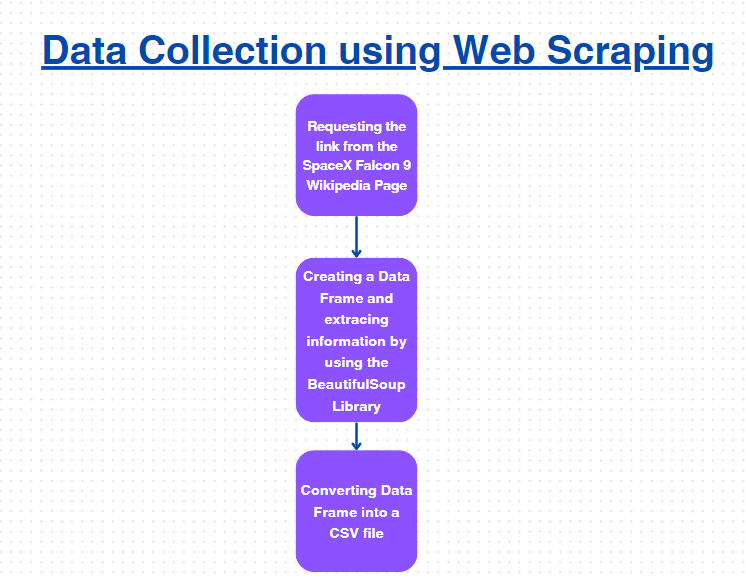 Data Collection using Web Scraping
Requesting the
link from the
SpaceX Falcon 9
Wikipedia Page
Creating a Data
Frame and
extracing
information by
using the
BeautifulSoup
Library
Converting Data
Frame into a
CSV file